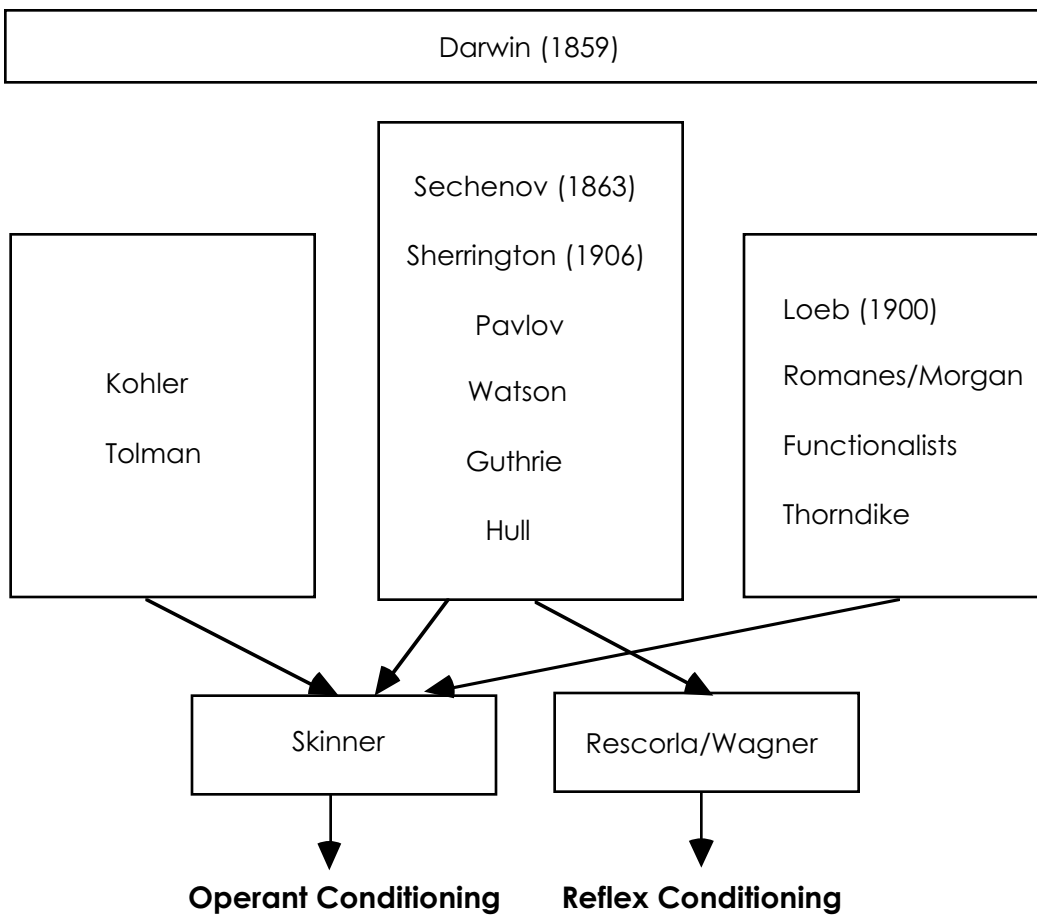 Darwin (1859)
Kohler
Tolman
Sechenov (1863)
Sherrington (1906)
Pavlov
Watson
Guthrie
Hull
Loeb (1900)
Romanes/Morgan
Functionalists
Thorndike
Skinner
Rescorla/Wagner
Operant Conditioning
Reflex Conditioning